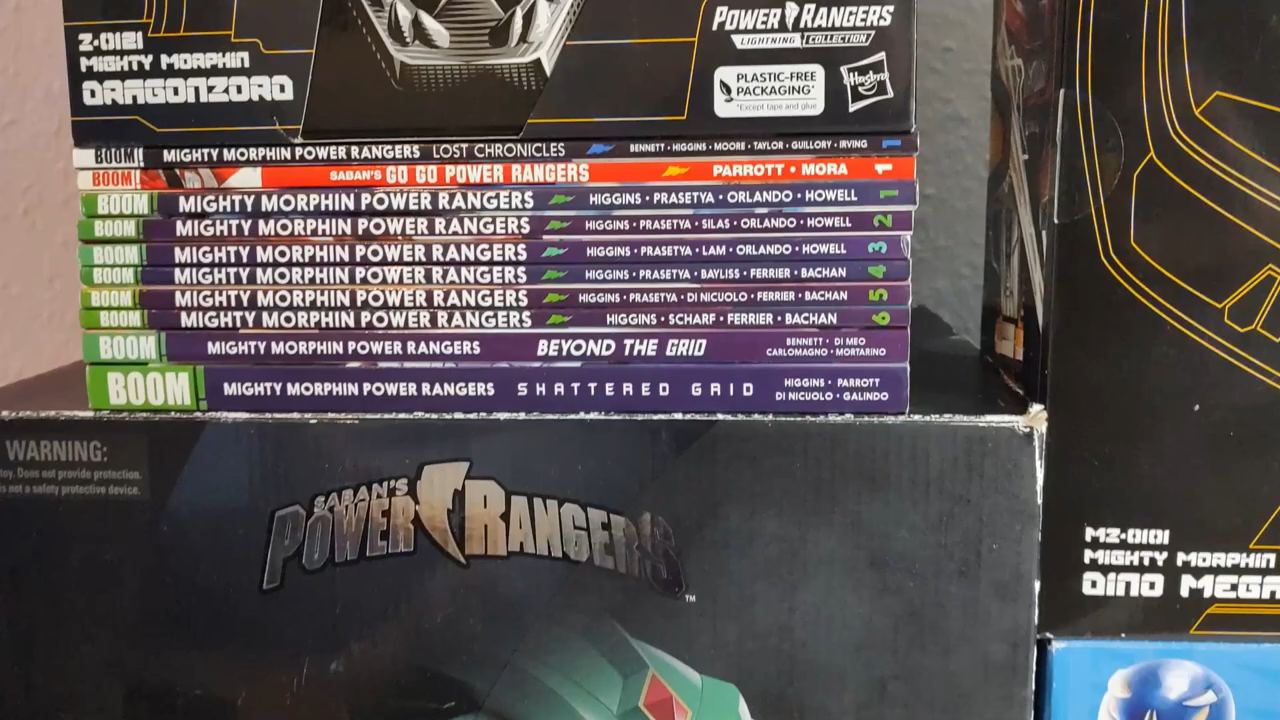 Z-0121
MIGHTY MORPHIN
DRAGONZORD
POWER RANGERS
LIGHTNING COLLECTION
PLASTIC-FREE
PACKAGING*
*Except tape and glue
Hasbro
BOOM! MIGHTY MORPHIN POWER RANGERS LOST CHRONICLES BENNETT • HIGGINS • MOORE • TAYLOR • GUILLORY • IRVING 1
BOOM! SABAN'S GO GO POWER RANGERS PARROTT • MORA 1
BOOM! MIGHTY MORPHIN POWER RANGERS HIGGINS • PRASETYA • ORLANDO • HOWELL 1
BOOM! MIGHTY MORPHIN POWER RANGERS HIGGINS • PRASETYA • SILAS • ORLANDO • HOWELL 2
BOOM! MIGHTY MORPHIN POWER RANGERS HIGGINS • PRASETYA • LAM • ORLANDO • HOWELL 3
BOOM! MIGHTY MORPHIN POWER RANGERS HIGGINS • PRASETYA • BAYLISS • FERRIER • BACHAN 4
BOOM! MIGHTY MORPHIN POWER RANGERS HIGGINS • PRASETYA • DI NICUOLO • FERRIER • BACHAN 5
BOOM! MIGHTY MORPHIN POWER RANGERS HIGGINS • SCHARF • FERRIER • BACHAN 6
BOOM! MIGHTY MORPHIN POWER RANGERS BEYOND THE GRID BENNETT • DI MEO
CARLOMAGNO • MORTARINO
BOOM! MIGHTY MORPHIN POWER RANGERS SHATTERED GRID HIGGINS • PARROTT
DI NICUOLO • GALINDO
WARNING:
toy. Does not provide protection.
is not a safety protective device.
SABAN'S
POWER RANGERS
TM
MZ-0101
MIGHTY MORPHIN
DINO MEGA